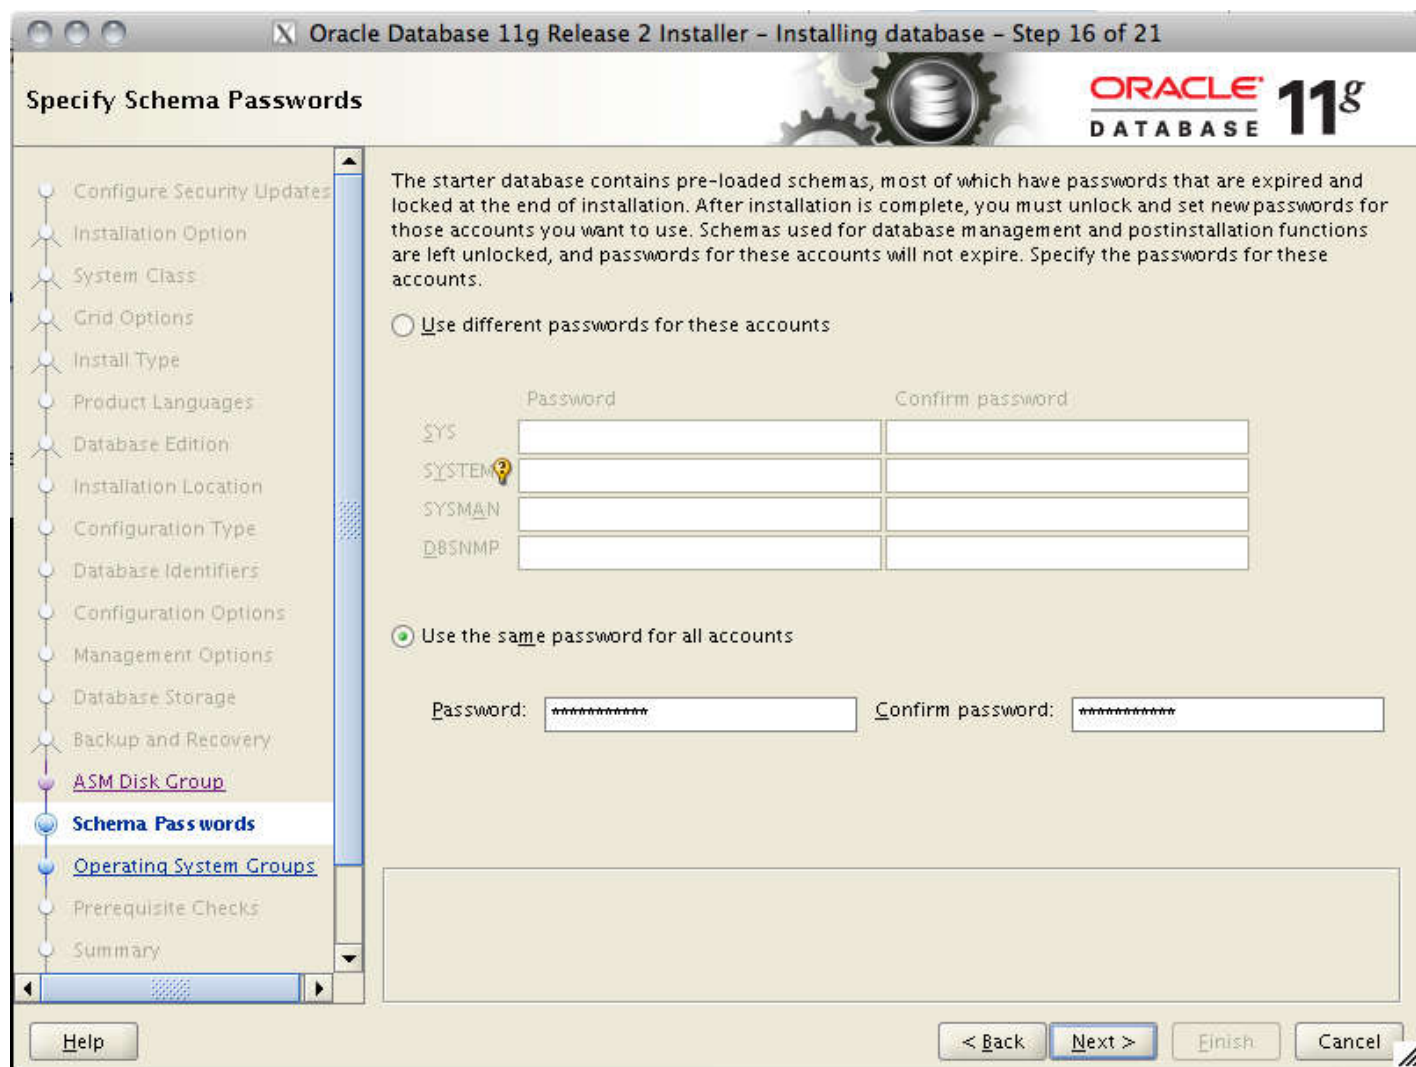 X Oracle Database 11g Release 2 Installer - Installing database - Step 16 of 21
Specify Schema Passwords
ORACLE
DATABASE
11g
Configure Security Updates
Installation Option
System Class
Grid Options
Install Type
Product Languages
Database Edition
Installation Location
Configuration Type
Database Identifiers
Configuration Options
Management Options
Database Storage
Backup and Recovery
ASM Disk Group
Schema Passwords
Operating System Groups
Prerequisite Checks
Summary
The starter database contains pre-loaded schemas, most of which have passwords that are expired and
locked at the end of installation. After installation is complete, you must unlock and set new passwords for
those accounts you want to use. Schemas used for database management and postinstallation functions
are left unlocked, and passwords for these accounts will not expire. Specify the passwords for these
accounts.
Use different passwords for these accounts
Password Confirm password
SYS
SYSTEM
SYSMAN
DBSNMP
Use the same password for all accounts
Password: *********** Confirm password: ***********
Help < Back Next > Finish Cancel